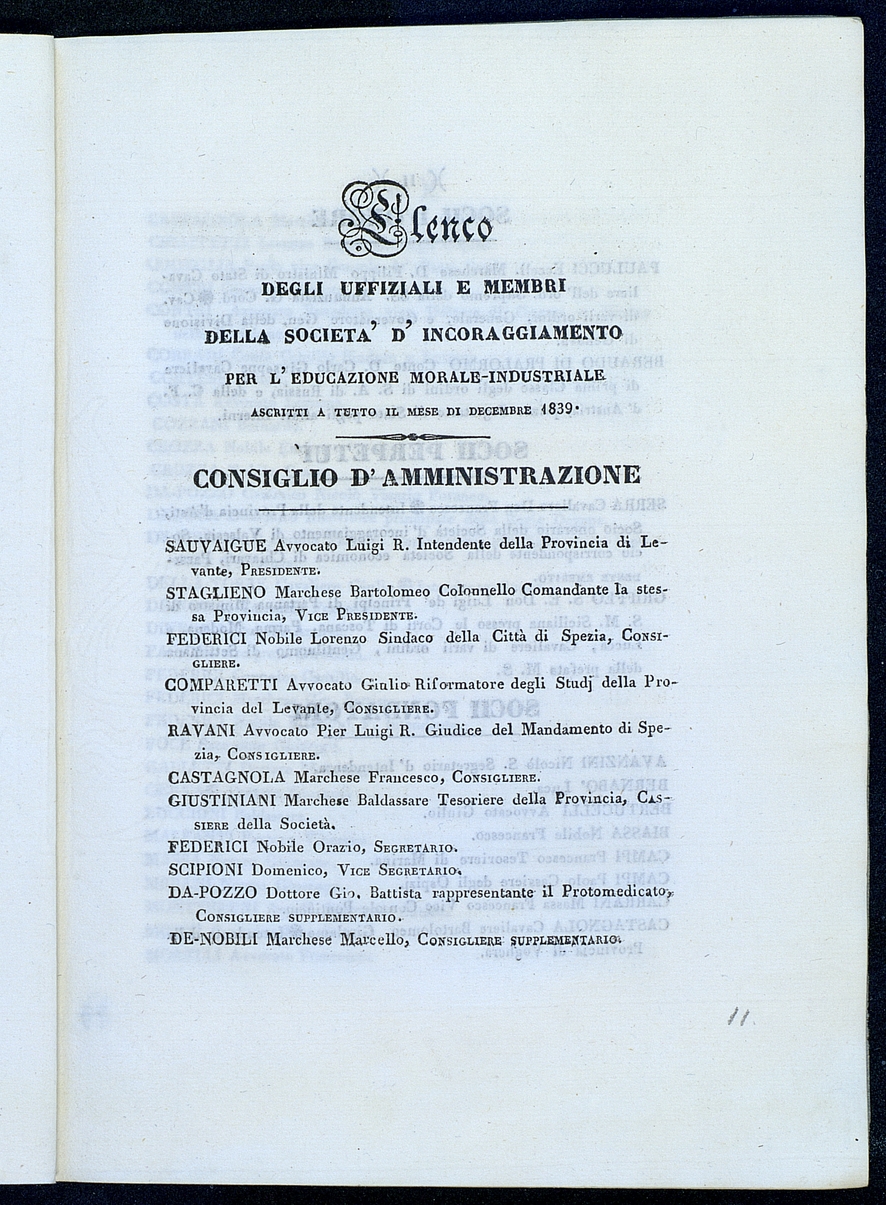 Elenco
DEGLI UFFIZIALI E MEMBRI
DELLA SOCIETA' D' INCORAGGIAMENTO
PER L' EDUCAZIONE MORALE-INDUSTRIALE
ASCRITTI A TUTTO IL MESE DI DECEMBRE 1839.
CONSIGLIO D' AMMINISTRAZIONE
SAUVAIGUE Avvocato Luigi R. Intendente della Provincia di Le-
vante, PRESIDENTE.
STAGLIENO Marchese Bartolomeo Colonnello Comandante la stes-
sa Provincia, VICE PRESIDENTE.
FEDERICI Nobile Lorenzo Sindaco della Città di Spezia, CONSI-
GLIERE.
COMPARETTI Avvocato Giulio Riformatore degli Studj della Pro-
vincia del Levante, CONSIGLIERE.
RAVANI Avvocato Pier Luigi R. Giudice del Mandamento di Spe-
zia, CONSIGLIERE.
CASTAGNOLA Marchese Francesco, CONSIGLIERE.
GIUSTINIANI Marchese Baldassare Tesoriere della Provincia, CAS-
SIERE della Società.
FEDERICI Nobile Orazio, SEGRETARIO.
SCIPIONI Domenico, VICE SEGRETARIO.
DA-POZZO Dottore Gio. Battista rappresentante il Protomedicato,
CONSIGLIERE SUPPLEMENTARIO.
DE-NOBILI Marchese Marcello, CONSIGLIERE SUPPLEMENTARIO.
11